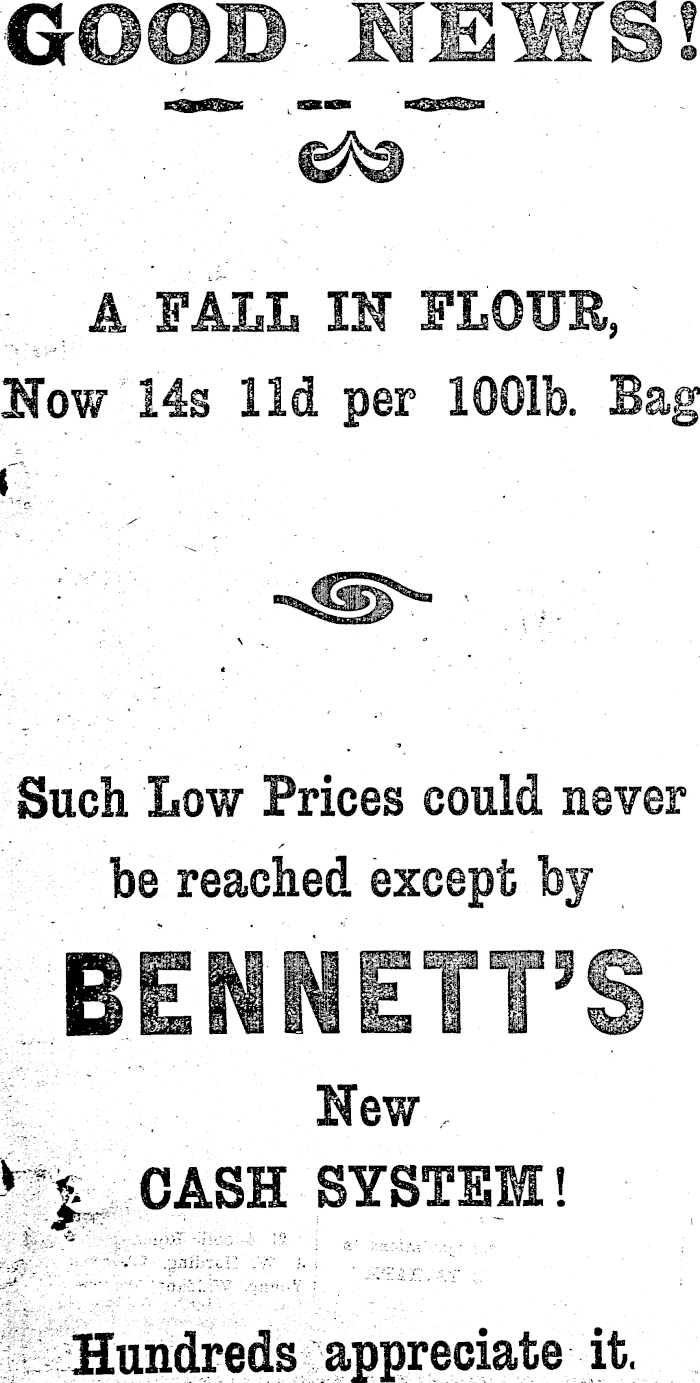 GOOD NEWS!
A FALL IN FLOUR,
Now 14s 11d per 100lb. Bag
Such Low Prices could never
be reached except by
BENNETT'S
New
CASH SYSTEM!
Hundreds appreciate it.